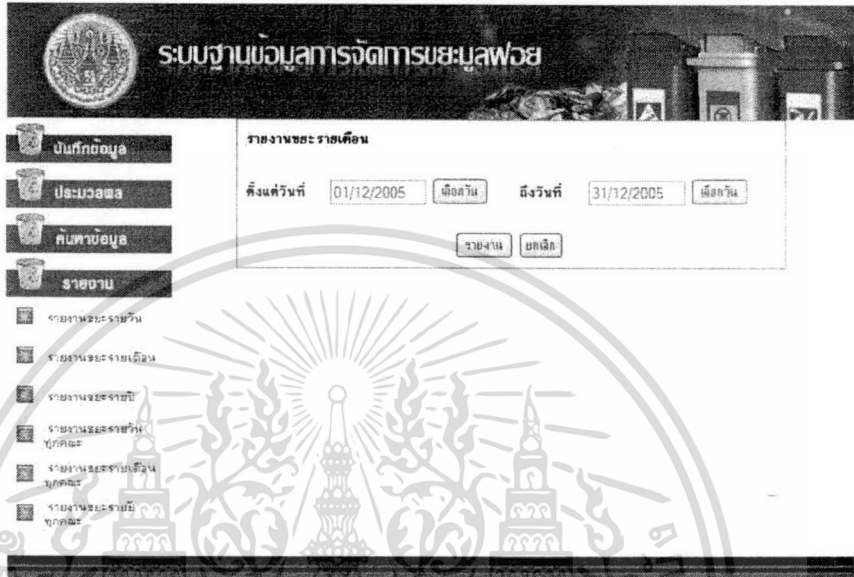 ระบบฐานข้อมูลการจัดการขยะมูลฝอย
บันทึกข้อมูล
ประมวลผล
ค้นหาข้อมูล
รายงาน
รายงานขยะรายวัน
รายงานขยะรายเดือน
รายงานขยะรายปี
รายงานขยะรายวัน
ทุกคณะ
รายงานขยะรายเดือน
ทุกคณะ
รายงานขยะรายปี
ทุกคณะ
รายงานขยะรายเดือน
ตั้งแต่วันที่ 01/12/2005 เลือกวัน ถึงวันที่ 31/12/2005 เลือกวัน
รายงาน ยกเลิก